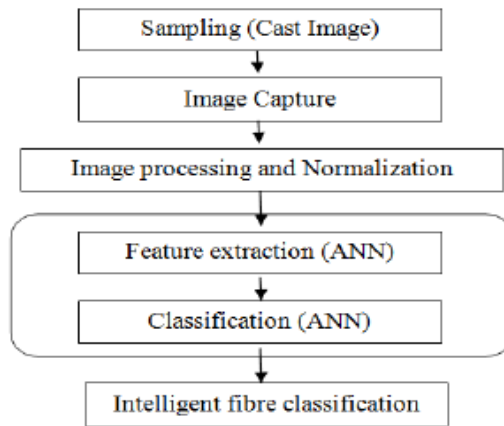 Sampling (Cast Image)
Image Capture
Image processing and Normalization
Feature extraction (ANN)
Classification (ANN)
Intelligent fibre classification